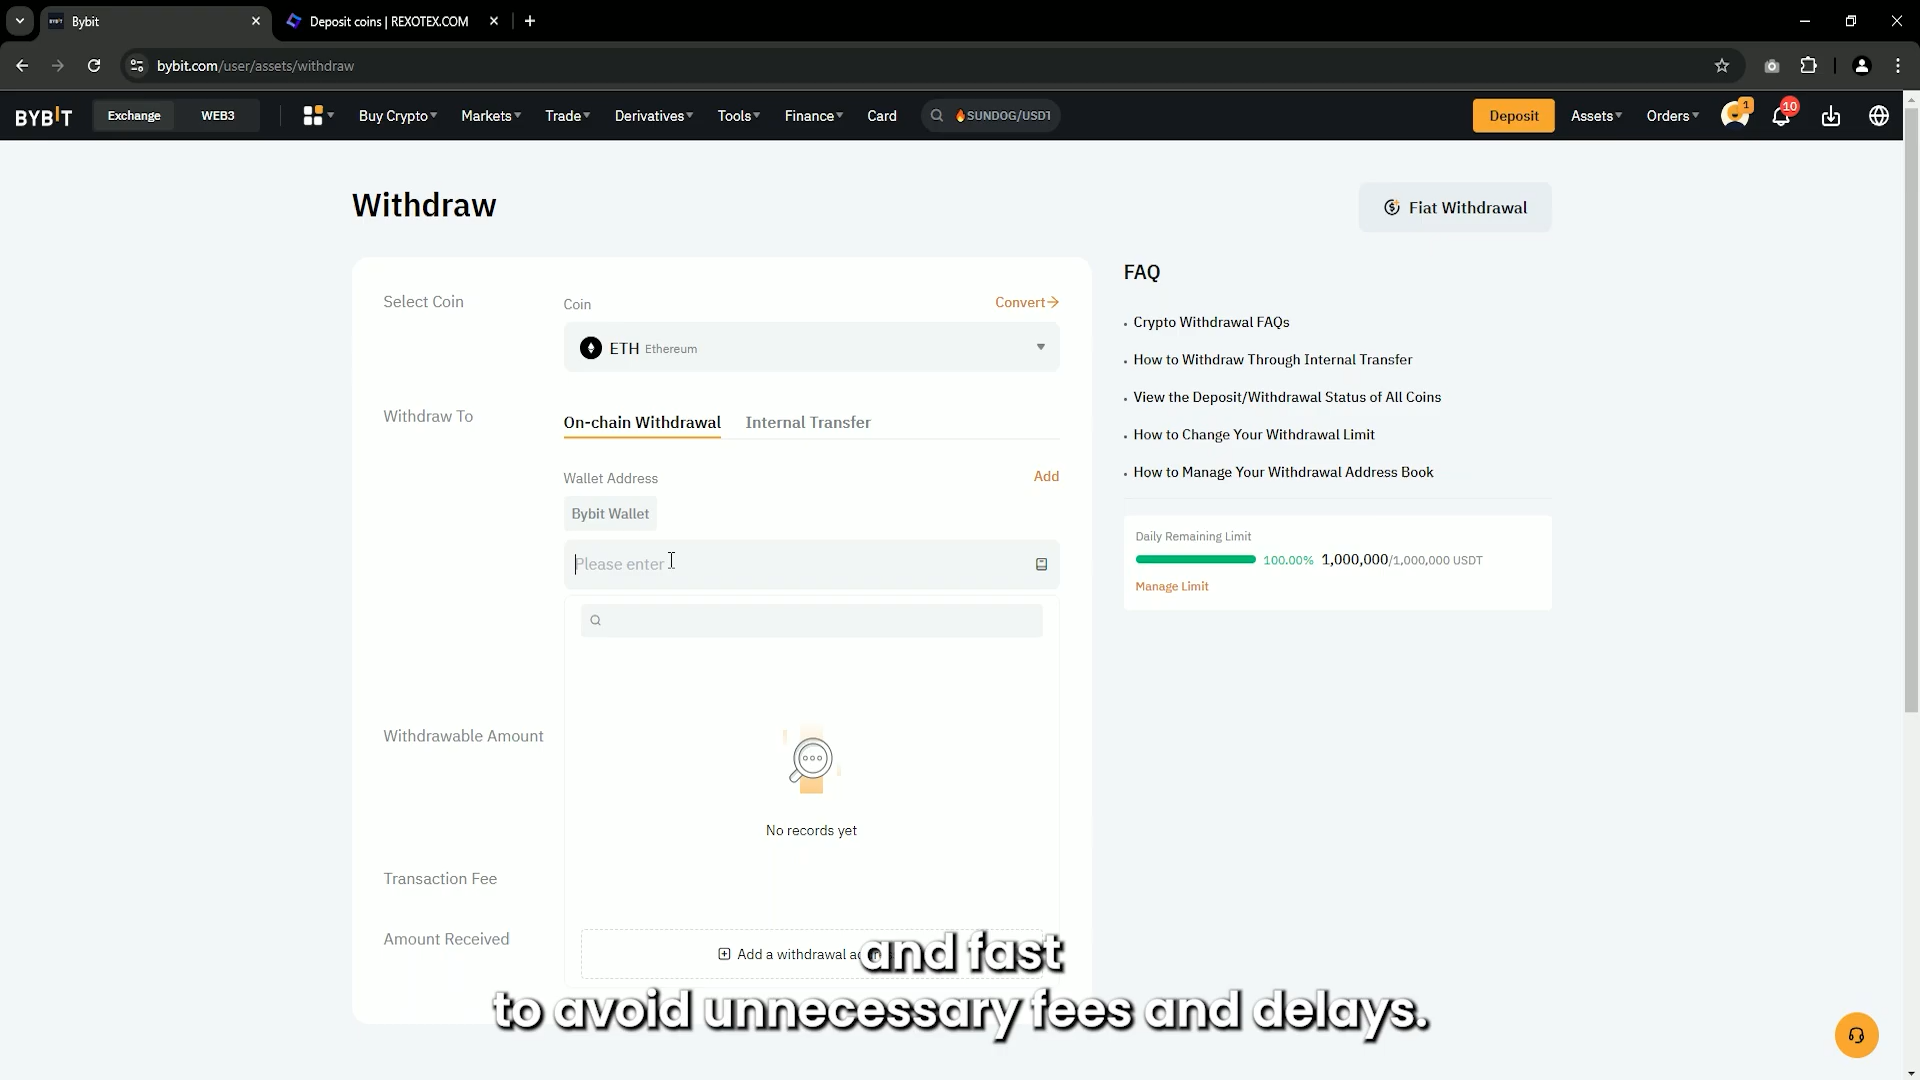 Bybit
Deposit coins | REXOTEX.COM
bybit.com/user/assets/withdraw
BYBIT
Exchange
WEB3
Buy Crypto
Markets
Trade
Derivatives
Tools
Finance
Card
SUNDOG/USDT
Deposit
Assets
Orders
1
10
Withdraw
Fiat Withdrawal
Select Coin
Coin
Convert
ETH Ethereum
Withdraw To
On-chain Withdrawal
Internal Transfer
Wallet Address
Add
Bybit Wallet
Please enter
No records yet
Withdrawable Amount
Transaction Fee
Amount Received
Add a withdrawal
FAQ
Crypto Withdrawal FAQs
How to Withdraw Through Internal Transfer
View the Deposit/Withdrawal Status of All Coins
How to Change Your Withdrawal Limit
How to Manage Your Withdrawal Address Book
Daily Remaining Limit
100.00% 1,000,000/1,000,000 USDT
Manage Limit
and fast
to avoid unnecessary fees and delays.